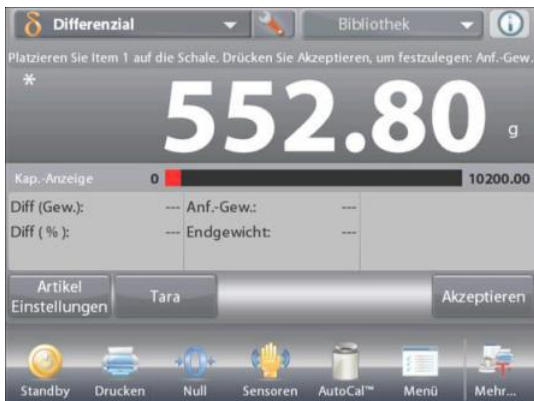 δ Differenzial Bibliothek i
Platzieren Sie Item 1 auf die Schale. Drücken Sie Akzeptieren, um festzulegen: Anf.-Gew.
* 552.80 g
Kap.-Anzeige 0 10200.00
Diff (Gew.): --- Anf.-Gew.: ---
Diff ( % ): --- Endgewicht: ---
Artikel
Einstellungen Tara Akzeptieren
Standby Drucken Null Sensoren AutoCal™ Menü Mehr...